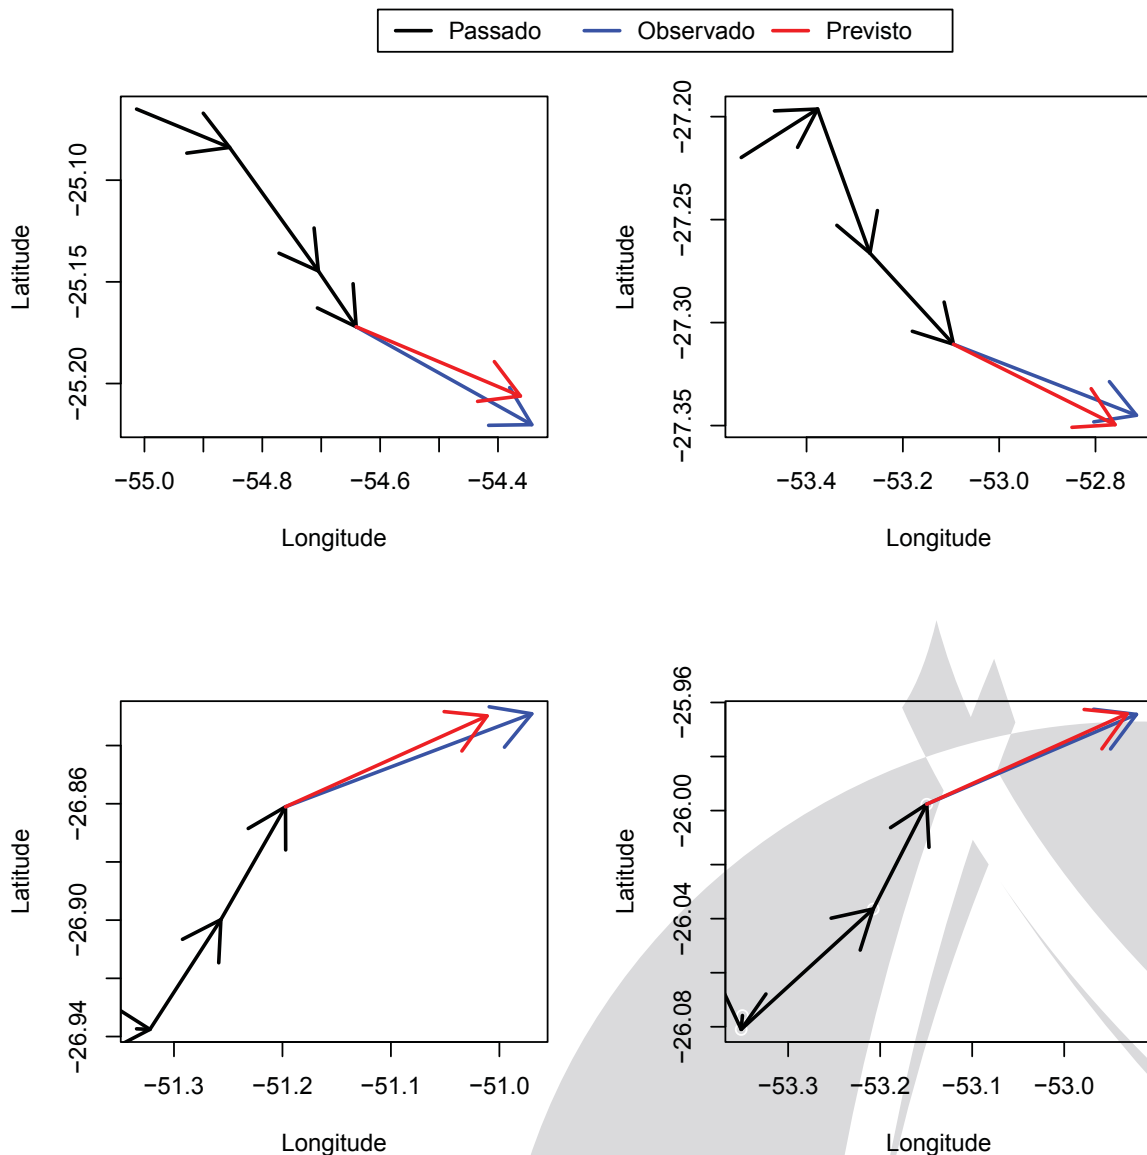 Passado Observado Previsto
Latitude
−25.10
−25.15
−25.20
−55.0 −54.8 −54.6 −54.4
Longitude
Latitude
−27.20
−27.25
−27.30
−27.35
−53.4 −53.2 −53.0 −52.8
Longitude
Latitude
−26.86
−26.90
−26.94
−51.3 −51.2 −51.1 −51.0
Longitude
Latitude
−25.96
−26.00
−26.04
−26.08
−53.3 −53.2 −53.1 −53.0
Longitude